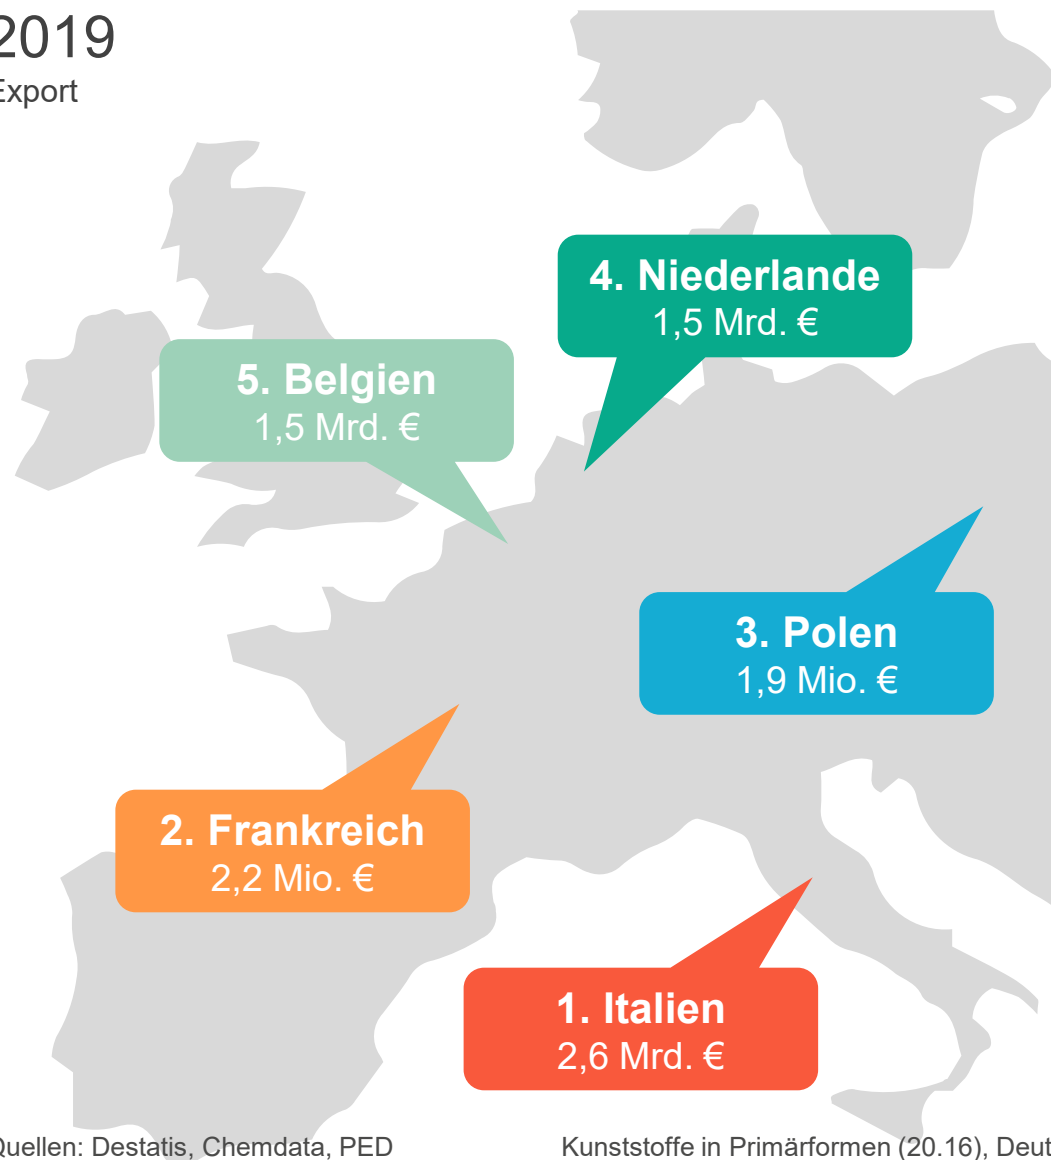 2019
Export
4. Niederlande
1,5 Mrd. €
5. Belgien
1,5 Mrd. €
3. Polen
1,9 Mio. €
2. Frankreich
2,2 Mio. €
1. Italien
2,6 Mrd. €
Quellen: Destatis, Chemdata, PED
Kunststoffe in Primärformen (20.16), Deut